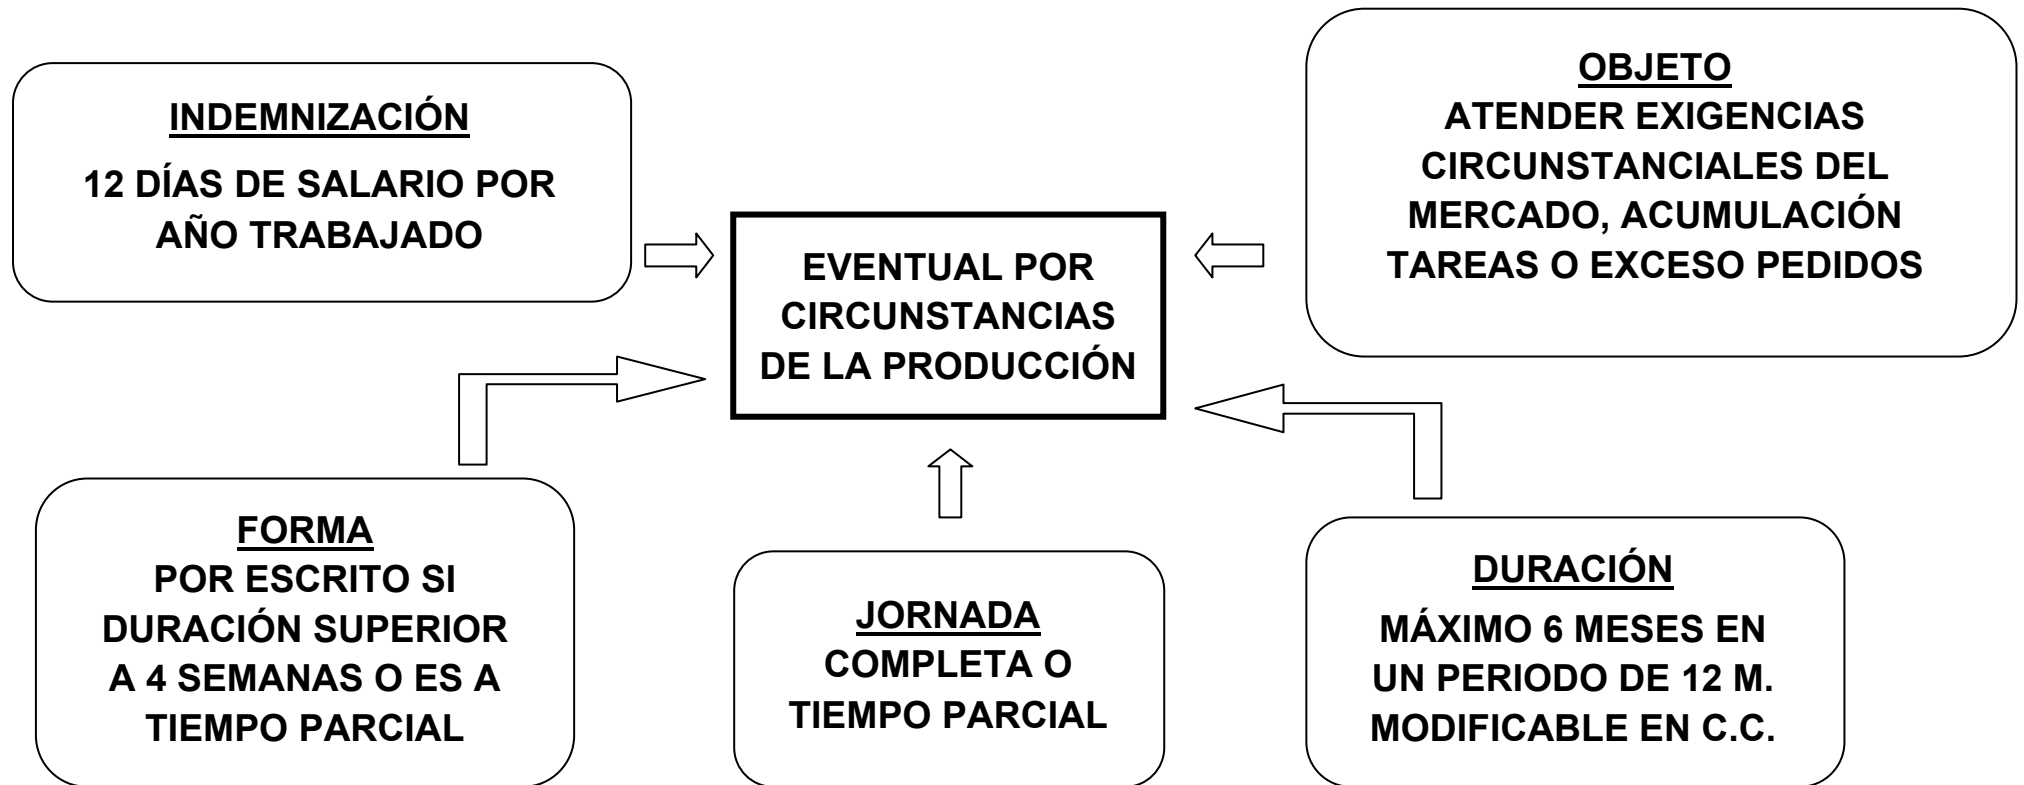 INDEMNIZACIÓN
12 DÍAS DE SALARIO POR
AÑO TRABAJADO
OBJETO
ATENDER EXIGENCIAS
CIRCUNSTANCIALES DEL
MERCADO, ACUMULACIÓN
TAREAS O EXCESO PEDIDOS
EVENTUAL POR
CIRCUNSTANCIAS
DE LA PRODUCCIÓN
FORMA
POR ESCRITO SI
DURACIÓN SUPERIOR
A 4 SEMANAS O ES A
TIEMPO PARCIAL
JORNADA
COMPLETA O
TIEMPO PARCIAL
DURACIÓN
MÁXIMO 6 MESES EN
UN PERIODO DE 12 M.
MODIFICABLE EN C.C.